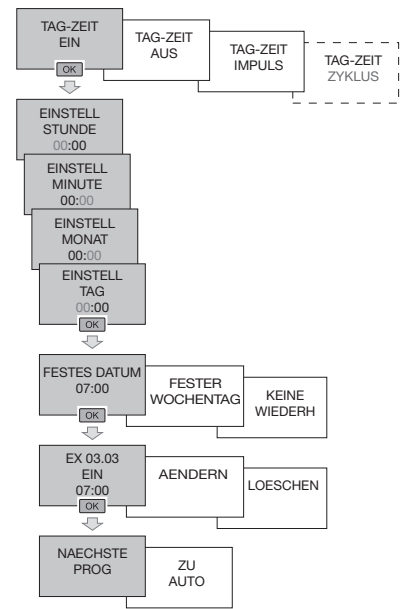 TAG-ZEIT
EIN
OK
TAG-ZEIT
AUS
TAG-ZEIT
IMPULS
TAG-ZEIT
ZYKLUS
EINSTELL
STUNDE
00:00
EINSTELL
MINUTE
00:00
EINSTELL
MONAT
00:00
EINSTELL
TAG
00:00
OK
FESTES DATUM
07:00
OK
FESTER
WOCHENTAG
KEINE
WIEDERH
EX 03.03
EIN
07:00
OK
AENDERN
LOESCHEN
NAECHSTE
PROG
ZU
AUTO